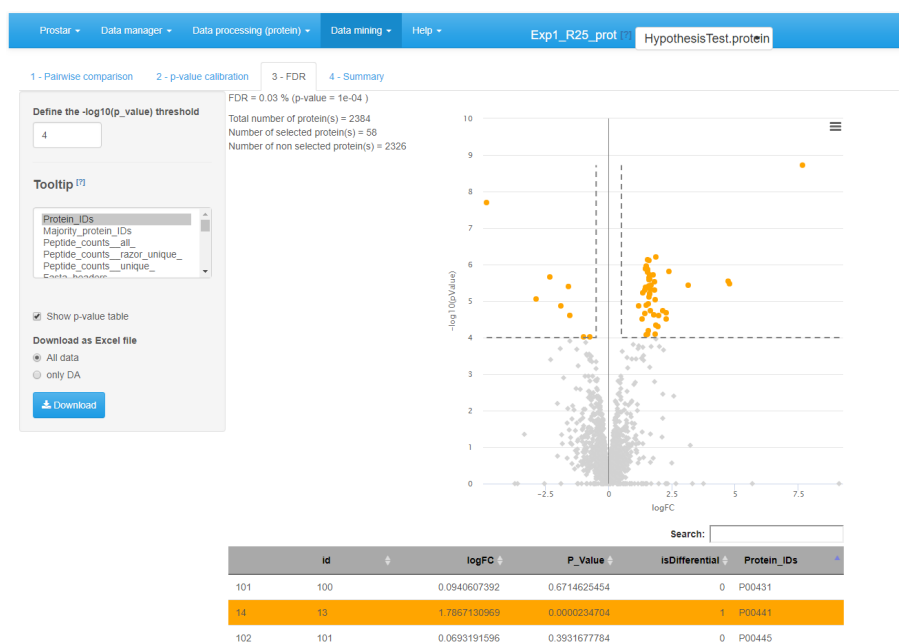 Prostar Data manager Data processing (protein) Data mining Help Exp1_R25_prot [?] HypothesisTest.protein
1 - Pairwise comparison 2 - p-value calibration 3 - FDR 4 - Summary
FDR = 0.03 % (p-value = 1e-04 )
Define the -log10(p_value) threshold
4
Total number of protein(s) = 2384
Number of selected protein(s) = 58
Number of non selected protein(s) = 2326
Tooltip [?]
Protein_IDs
Majority_protein_IDs
Peptide_counts__all_
Peptide_counts__razor_unique_
Peptide_counts__unique_
Fasta_headers
Show p-value table
Download as Excel file
All data
only DA
Download
10
9
8
7
6
5
4
3
2
1
0
-log10(pValue)
-2.5 0 2.5 5 7.5
logFC
Search:
id logFC P_Value isDifferential Protein_IDs
101 100 0.0940607392 0.6714625454 0 P00431
14 13 1.7867130969 0.0000234704 1 P00441
102 101 0.0693191596 0.3931677784 0 P00445